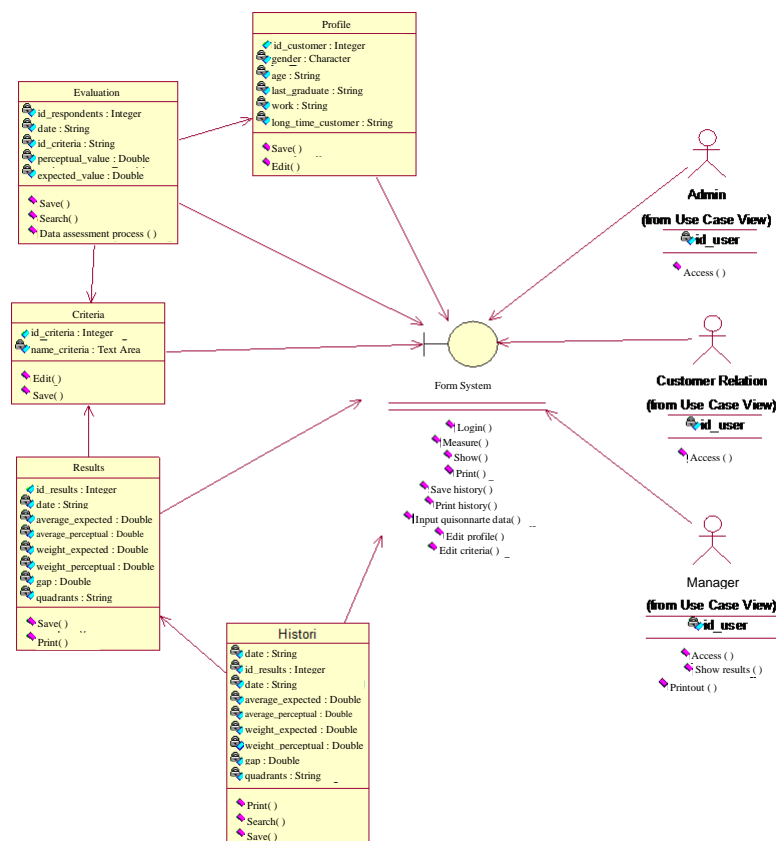 Profile
id_customer : Integer
gender : Character
age : String
last_graduate : String
work : String
long_time_customer : String
Save( )
Edit( )
Evaluation
id_respondents : Integer
date : String
id_criteria : String
perceptual_value : Double
expected_value : Double
Save( )
Search( )
Data assessment process ( )
Criteria
id_criteria : Integer
name_criteria : Text Area
Edit( )
Save( )
Results
id_results : Integer
date : String
average_expected : Double
average_perceptual : Double
weight_expected : Double
weight_perceptual : Double
gap : Double
quadrants : String
Save( )
Print( )
Histori
date : String
id_results : Integer
date : String
average_expected : Double
average_perceptual : Double
weight_expected : Double
weight_perceptual : Double
gap : Double
quadrants : String
Print( )
Search( )
Save( )
Form System
Login( )
Measure( )
Show( )
Print( )
Save history( )
Print history( )
Input quisonnarte data( )
Edit profile( )
Edit criteria( )
Admin
(from Use Case View)
id_user
Access ( )
Customer Relation
(from Use Case View)
id_user
Access ( )
Manager
(from Use Case View)
id_user
Access ( )
Show results ( )
Printout ( )